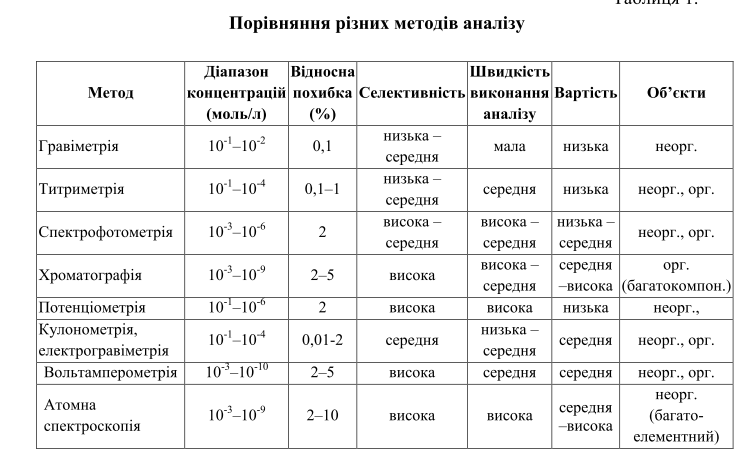 Таблиця 1.
Порівняння різних методів аналізу
Метод
Діапазон
концентрацій
(моль/л)
Відносна
похибка
(%)
Селективність
Швидкість
виконання
аналізу
Вартість
Об’єкти
Гравіметрія
10⁻¹–10⁻²
0,1
низька –
середня
мала
низька
неорг.
Титриметрія
10⁻¹–10⁻⁴
0,1–1
низька –
середня
середня
низька
неорг., орг.
Спектрофотометрія
10⁻³–10⁻⁶
2
висока –
середня
висока –
середня
низька –
середня
неорг., орг.
Хроматографія
10⁻³–10⁻⁹
2–5
висока
висока –
середня
середня
–висока
орг.
(багатокомпон.)
Потенціометрія
10⁻¹–10⁻⁶
2
висока
висока
низька
неорг.,
Кулонометрія,
електрогравіметрія
10⁻¹–10⁻⁴
0,01-2
середня
низька –
середня
середня
неорг., орг.
Вольтамперометрія
10⁻³–10⁻¹⁰
2–5
висока
середня
середня
неорг., орг.
Атомна
спектроскопія
10⁻³–10⁻⁹
2–10
висока
висока
середня
–висока
неорг.
(багато-
елементний)